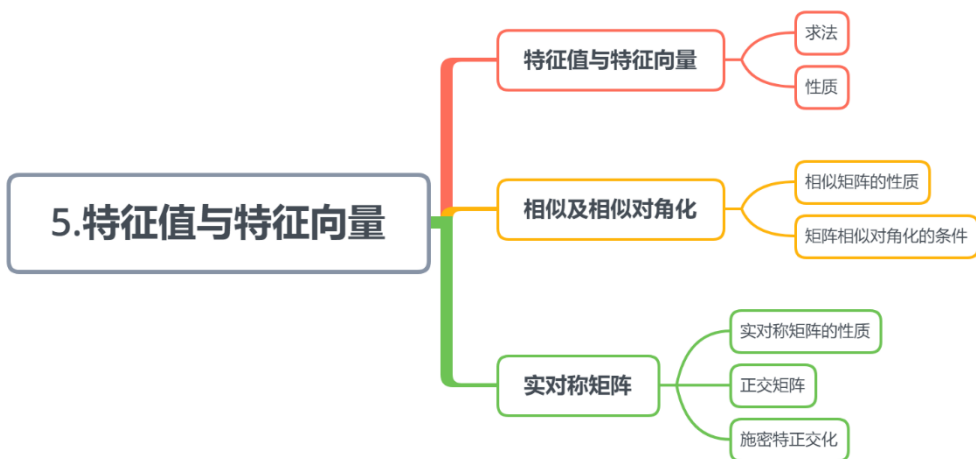 5.特征值与特征向量
特征值与特征向量
求法
性质
相似及相似对角化
相似矩阵的性质
矩阵相似对角化的条件
实对称矩阵
实对称矩阵的性质
正交矩阵
施密特正交化